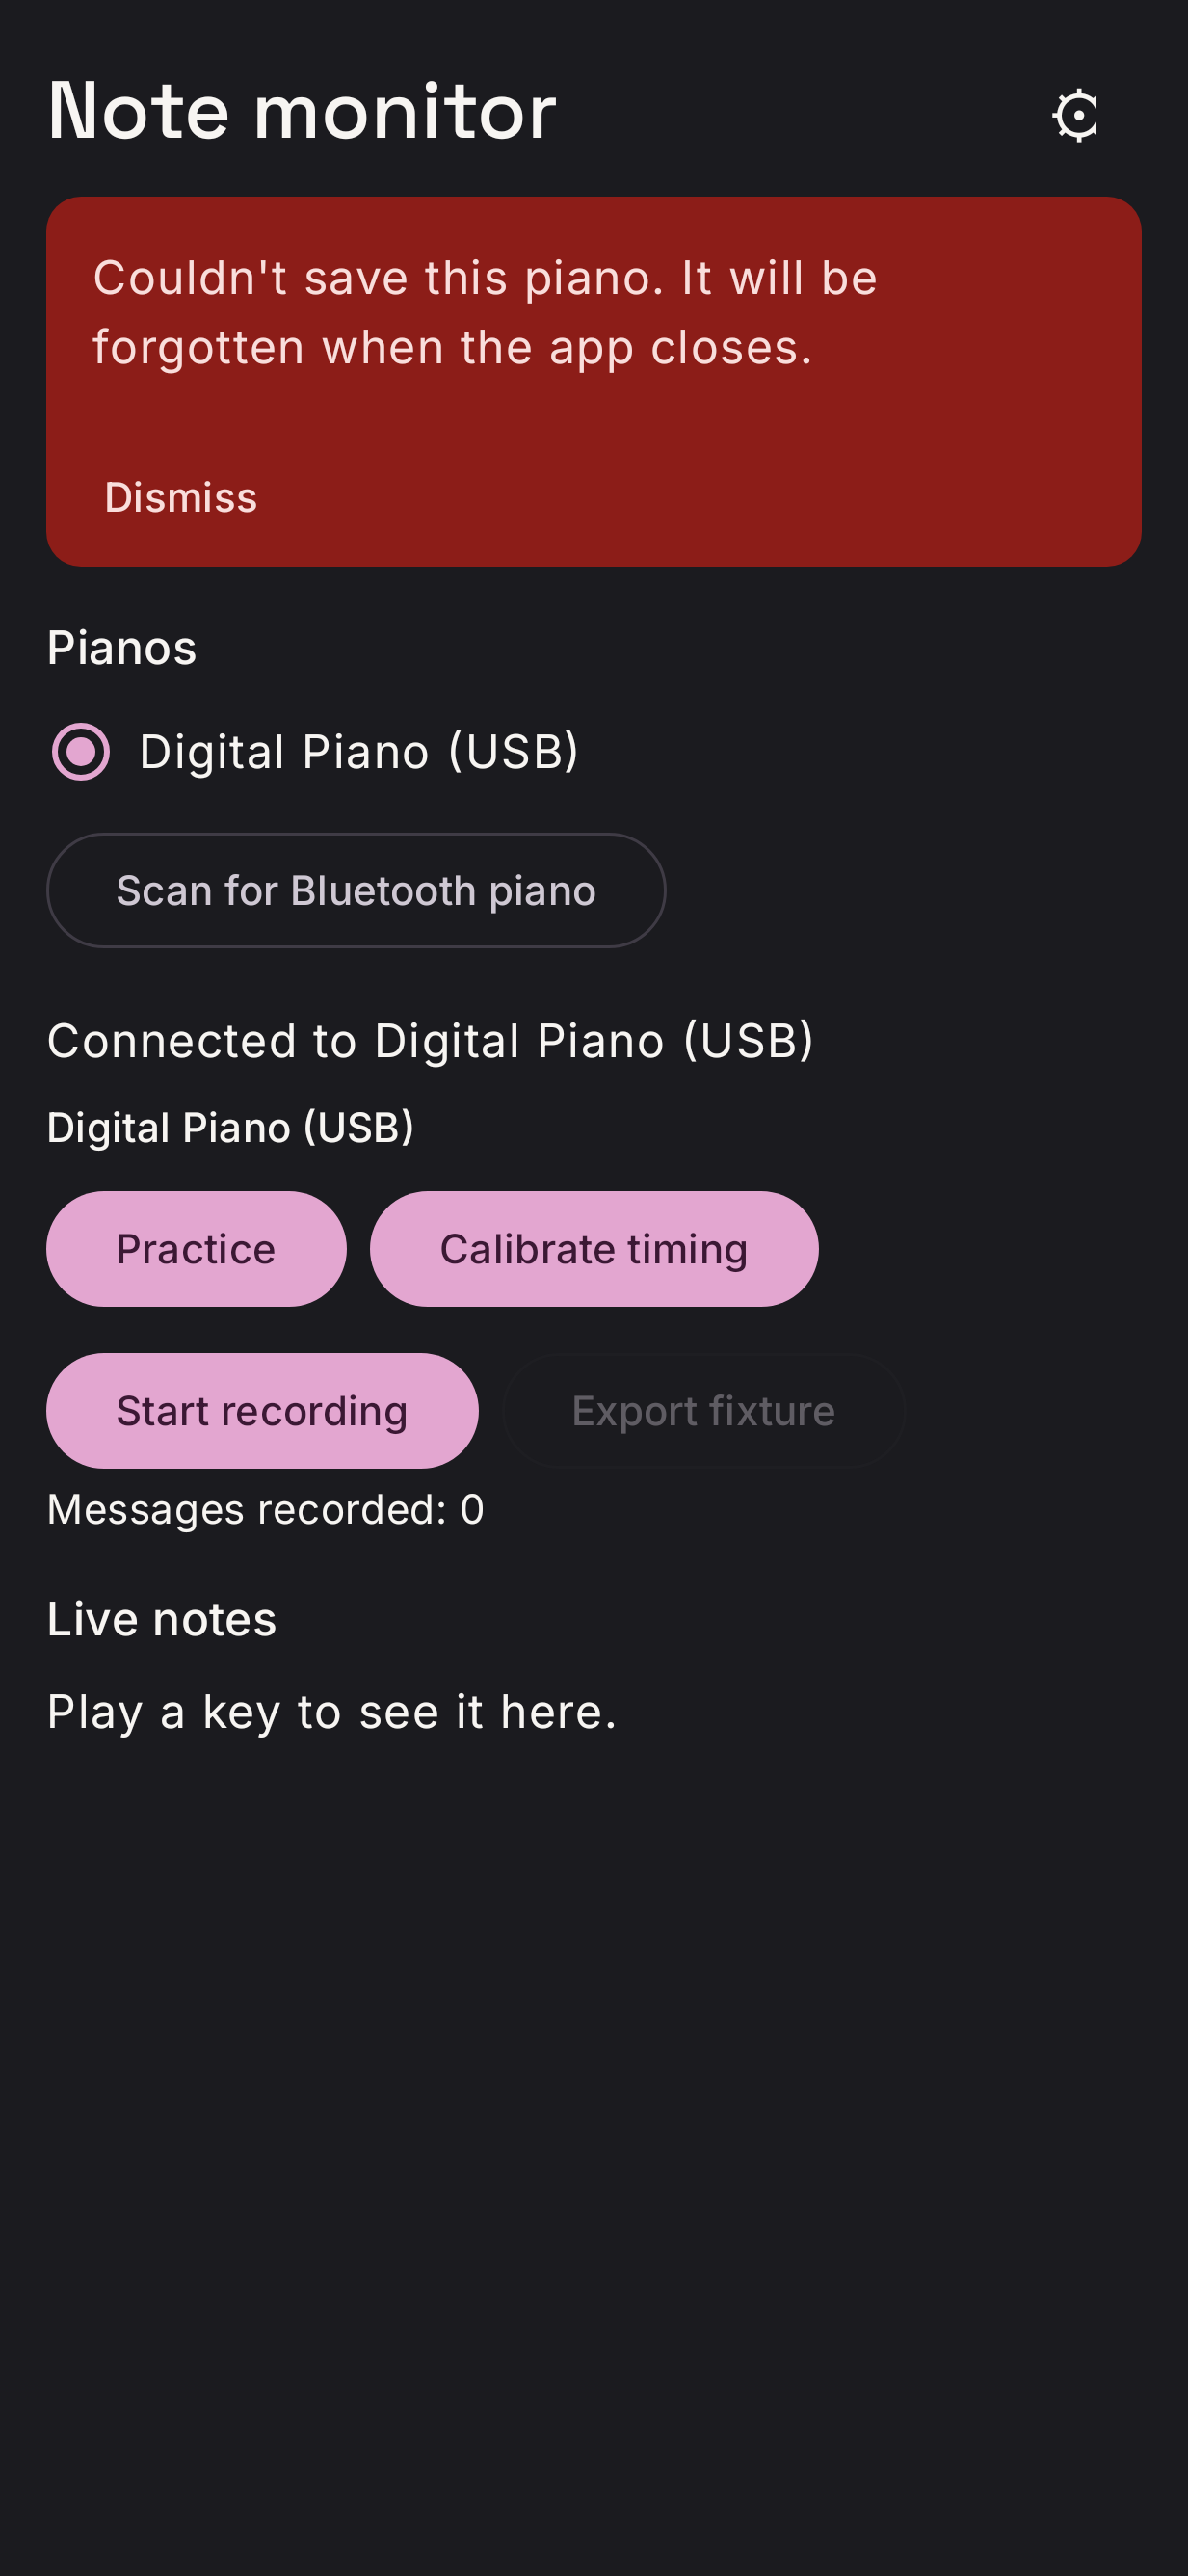 Note monitor
Couldn't save this piano. It will be
forgotten when the app closes.
Dismiss
Pianos
Digital Piano (USB)
Scan for Bluetooth piano
Connected to Digital Piano (USB)
Digital Piano (USB)
Practice
Calibrate timing
Start recording
Export fixture
Messages recorded: 0
Live notes
Play a key to see it here.